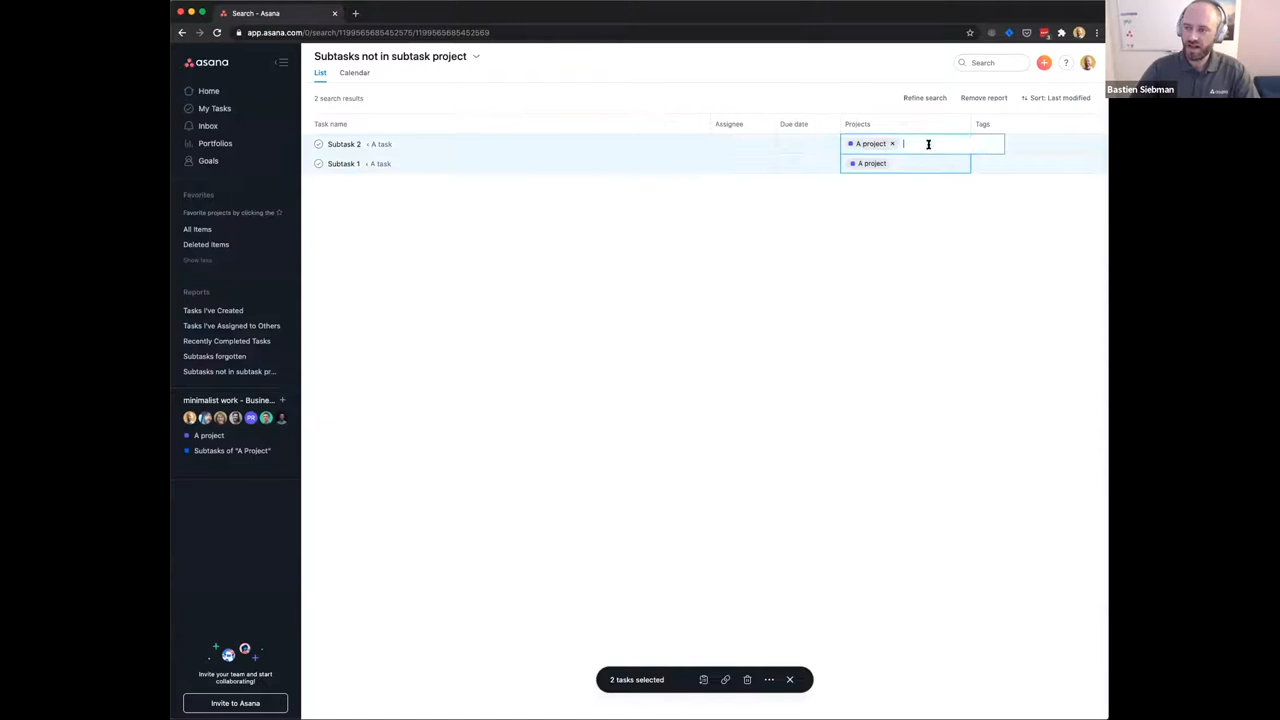 Search - Asana
app.asana.com/0/search/1199565685452575/1199565685452569
asana
Home
My Tasks
Inbox
Portfolios
Goals
Favorites
Favorite projects by clicking the
All Items
Deleted Items
Show less
Reports
Tasks I've Created
Tasks I've Assigned to Others
Recently Completed Tasks
Subtasks forgotten
Subtasks not in subtask pr...
minimalist work - Busine...
PR
A project
Subtasks of "A Project"
Invite your team and start
collaborating!
Invite to Asana
Subtasks not in subtask project
List Calendar
Search
2 search results
Refine search Remove report Sort: Last modified
Task name Assignee Due date Projects Tags
Subtask 2 ‹ A task A project ×
Subtask 1 ‹ A task A project
2 tasks selected
Bastien Siebman
asana